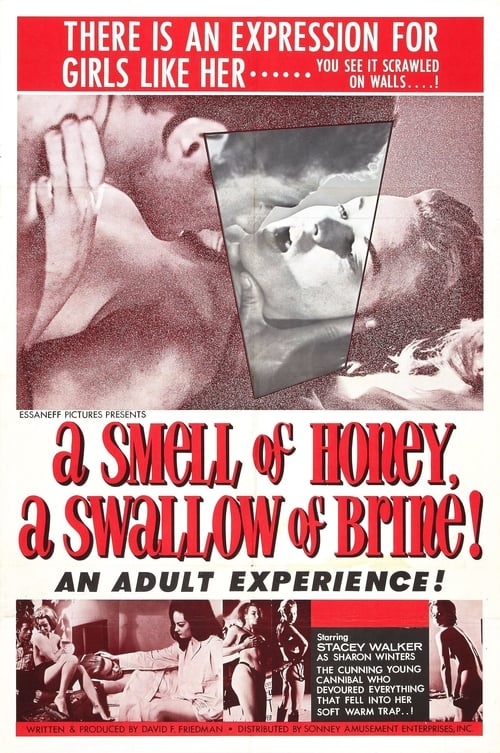 THERE IS AN EXPRESSION FOR
GIRLS LIKE HER...... YOU SEE IT SCRAWLED
ON WALLS....!
ESSANEFF PICTURES PRESENTS
a SMELL of HONEY,
a SWALLOW of BRINE!
AN ADULT EXPERIENCE!
Starring
STACEY WALKER
AS SHARON WINTERS
THE CUNNING YOUNG
CANNIBAL WHO
DEVOURED EVERYTHING
THAT FELL INTO HER
SOFT WARM TRAP..!
WRITTEN & PRODUCED BY DAVID F. FRIEDMAN • DISTRIBUTED BY SONNEY AMUSEMENT ENTERPRISES, INC.